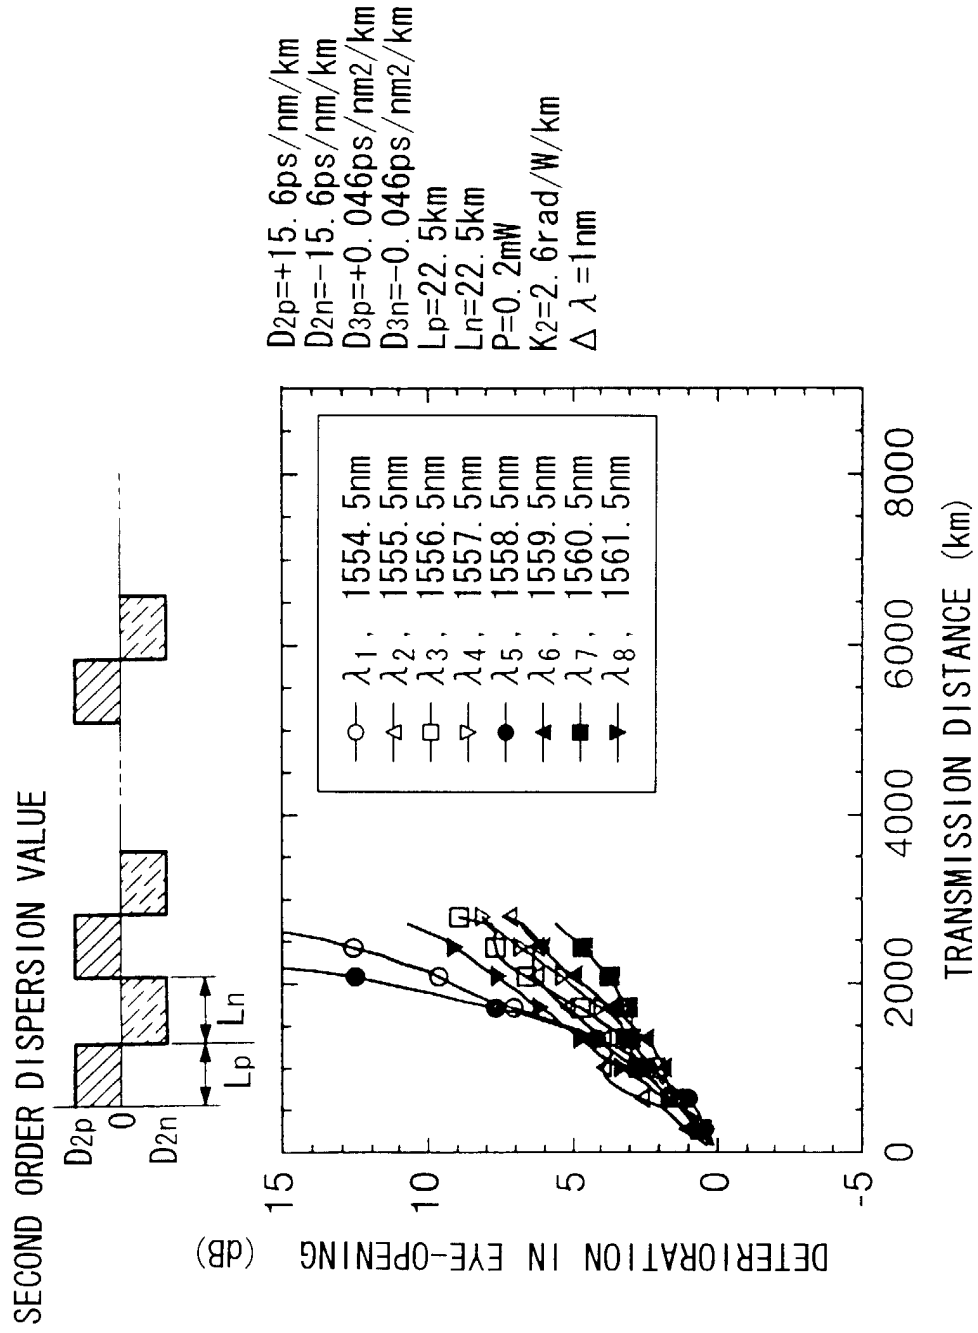 SECOND ORDER DISPERSION VALUE
D2p
0
D2n
Lp
Ln
D2p=+15. 6ps/nm/km
D2n=-15. 6ps/nm/km
D3p=+0. 046ps/nm2/km
D3n=-0. 046ps/nm2/km
Lp=22. 5km
Ln=22. 5km
P=0. 2mW
K2=2. 6rad/W/km
Δλ=1nm
DETERIORATION IN EYE-OPENING (dB)
15
10
5
0
-5
λ1, 1554. 5nm
λ2, 1555. 5nm
λ3, 1556. 5nm
λ4, 1557. 5nm
λ5, 1558. 5nm
λ6, 1559. 5nm
λ7, 1560. 5nm
λ8, 1561. 5nm
0 2000 4000 6000 8000
TRANSMISSION DISTANCE (km)